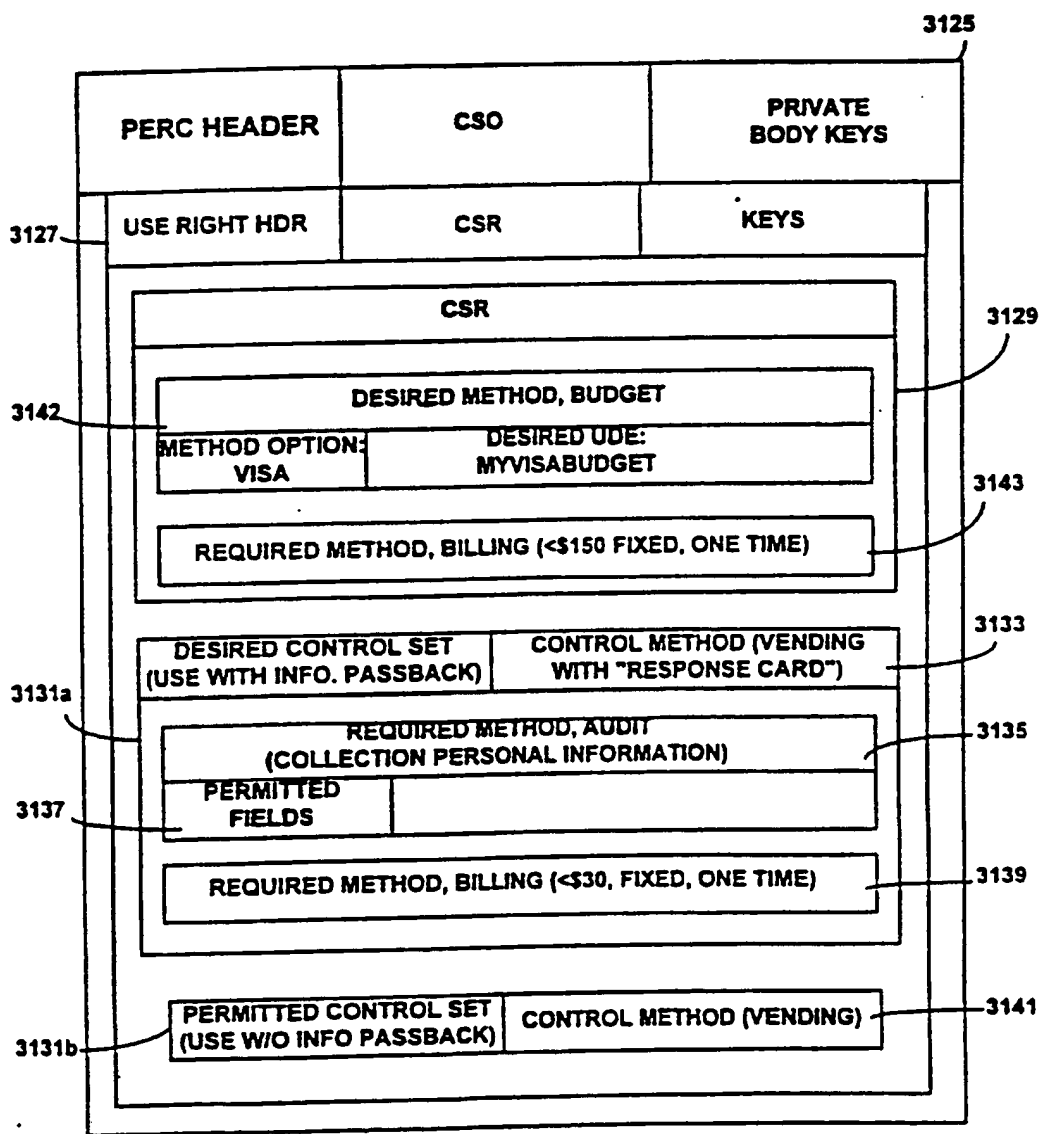 3125
PERC HEADER
CSO
PRIVATE
BODY KEYS
3127
USE RIGHT HDR
CSR
KEYS
CSR
3129
DESIRED METHOD, BUDGET
3142
METHOD OPTION:
VISA
DESIRED UDE:
MYVISABUDGET
3143
REQUIRED METHOD, BILLING (<$150 FIXED, ONE TIME)
DESIRED CONTROL SET
(USE WITH INFO. PASSBACK)
CONTROL METHOD (VENDING
WITH "RESPONSE CARD")
3133
3131a
REQUIRED METHOD, AUDIT
(COLLECTION PERSONAL INFORMATION)
3135
3137
PERMITTED
FIELDS
REQUIRED METHOD, BILLING (<$30, FIXED, ONE TIME)
3139
PERMITTED CONTROL SET
(USE W/O INFO PASSBACK)
CONTROL METHOD (VENDING)
3141
3131b